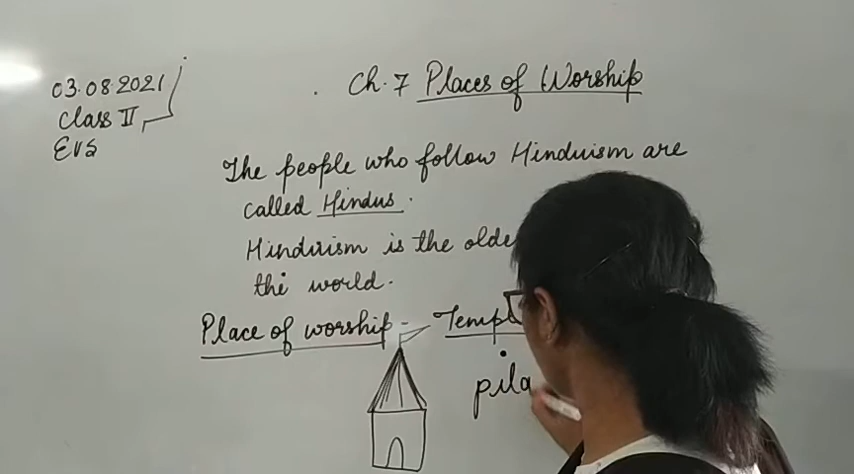 03.08.2021
Class II
EVS
Ch. 7 Places of Worship
The people who follow Hinduism are
called Hindus.
Hinduism is the olde
the world.
Place of worship - Templ
pila